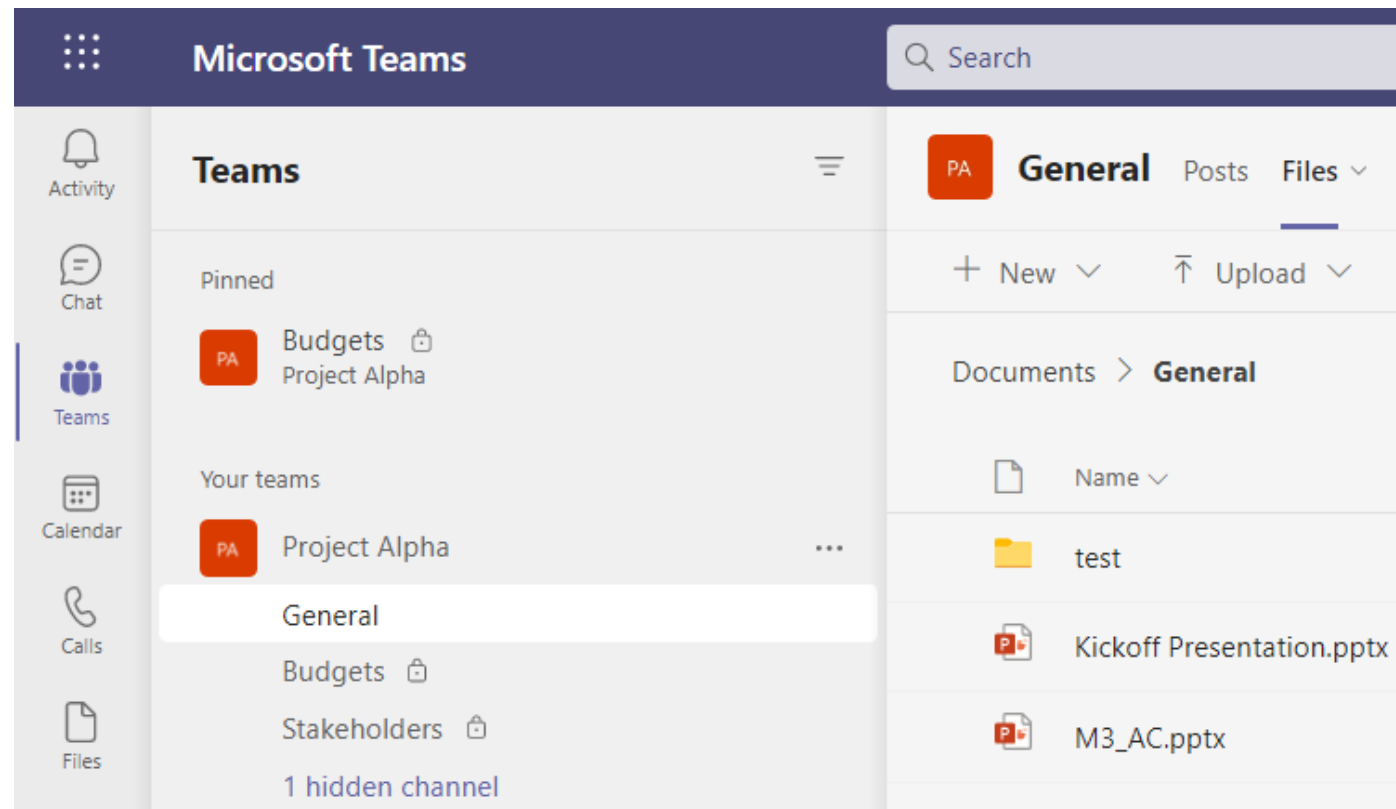 Microsoft Teams
Search
Activity
Chat
Teams
Calendar
Calls
Files
Teams
Pinned
PA
Budgets
Project Alpha
Your teams
PA
Project Alpha
General
Budgets
Stakeholders
1 hidden channel
PA
General Posts Files
New Upload
Documents > General
Name
test
Kickoff Presentation.pptx
M3_AC.pptx